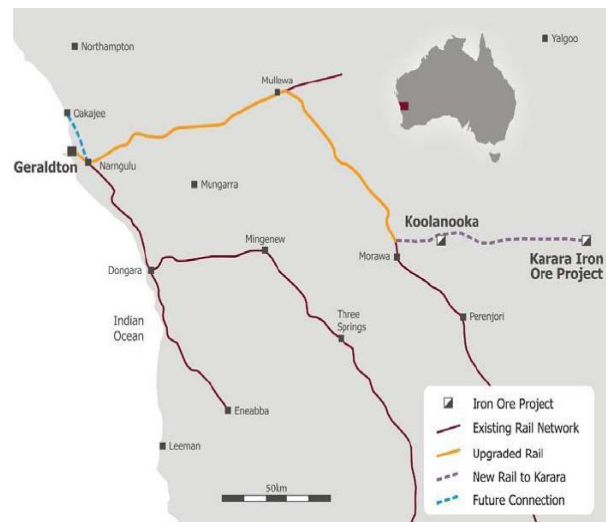 Northampton
Yalgoo
Mullewa
Oakajee
Geraldton
Narngulu
Mungarra
Koolanooka
Mingenew
Morawa
Karara Iron
Ore Project
Dongara
Indian
Ocean
Three
Springs
Perenjori
Eneabba
Leeman
Iron Ore Project
Existing Rail Network
Upgraded Rail
New Rail to Karara
Future Connection
50km